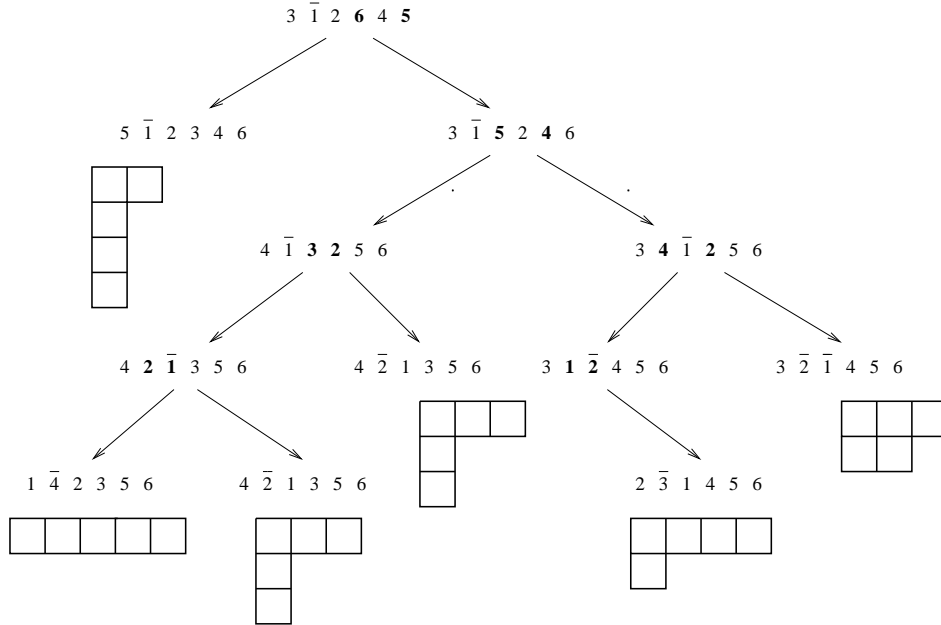 3 1̅ 2 6 4 5
5 1̅ 2 3 4 6
3 1̅ 5 2 4 6
4 1̅ 3 2 5 6
3 4 1̅ 2 5 6
4 2 1̅ 3 5 6
4 2̅ 1 3 5 6
3 1 2̅ 4 5 6
3 2̅ 1̅ 4 5 6
1 4̅ 2 3 5 6
4 2̅ 1 3 5 6
2 3̅ 1 4 5 6